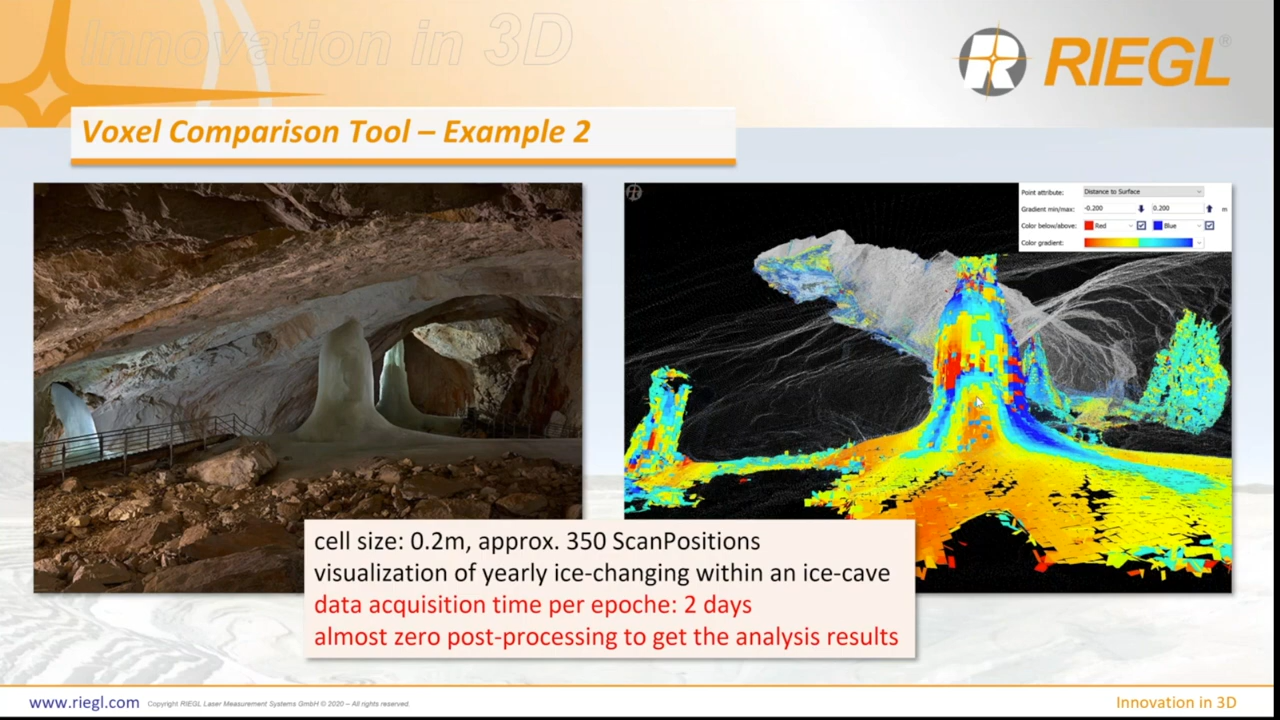 Innovation in 3D
RIEGL®
Voxel Comparison Tool – Example 2
Point attribute: Distance to Surface
Gradient min/max: -0.200 0.200 m
Color below/above: Red Blue
Color gradient:
cell size: 0.2m, approx. 350 ScanPositions
visualization of yearly ice-changing within an ice-cave
data acquisition time per epoche: 2 days
almost zero post-processing to get the analysis results
www.riegl.com Copyright RIEGL Laser Measurement Systems GmbH © 2020 – All rights reserved. Innovation in 3D